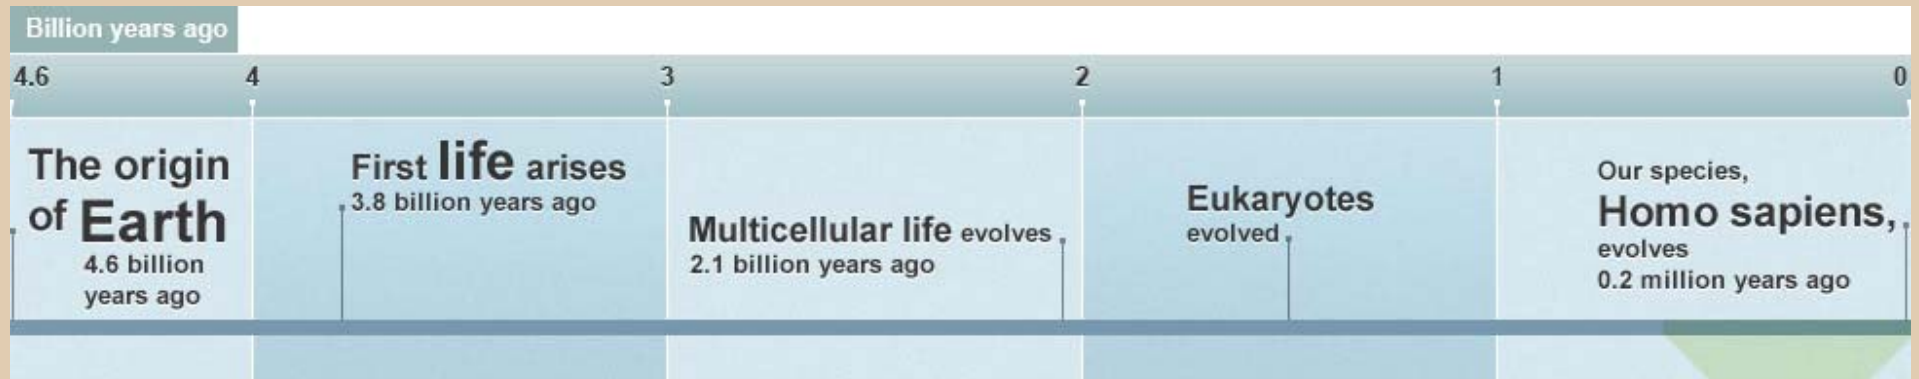 Billion years ago
4.6 4 3 2 1 0
The origin
of Earth
4.6 billion
years ago
First life arises
3.8 billion years ago
Multicellular life evolves
2.1 billion years ago
Eukaryotes
evolved
Our species,
Homo sapiens,
evolves
0.2 million years ago